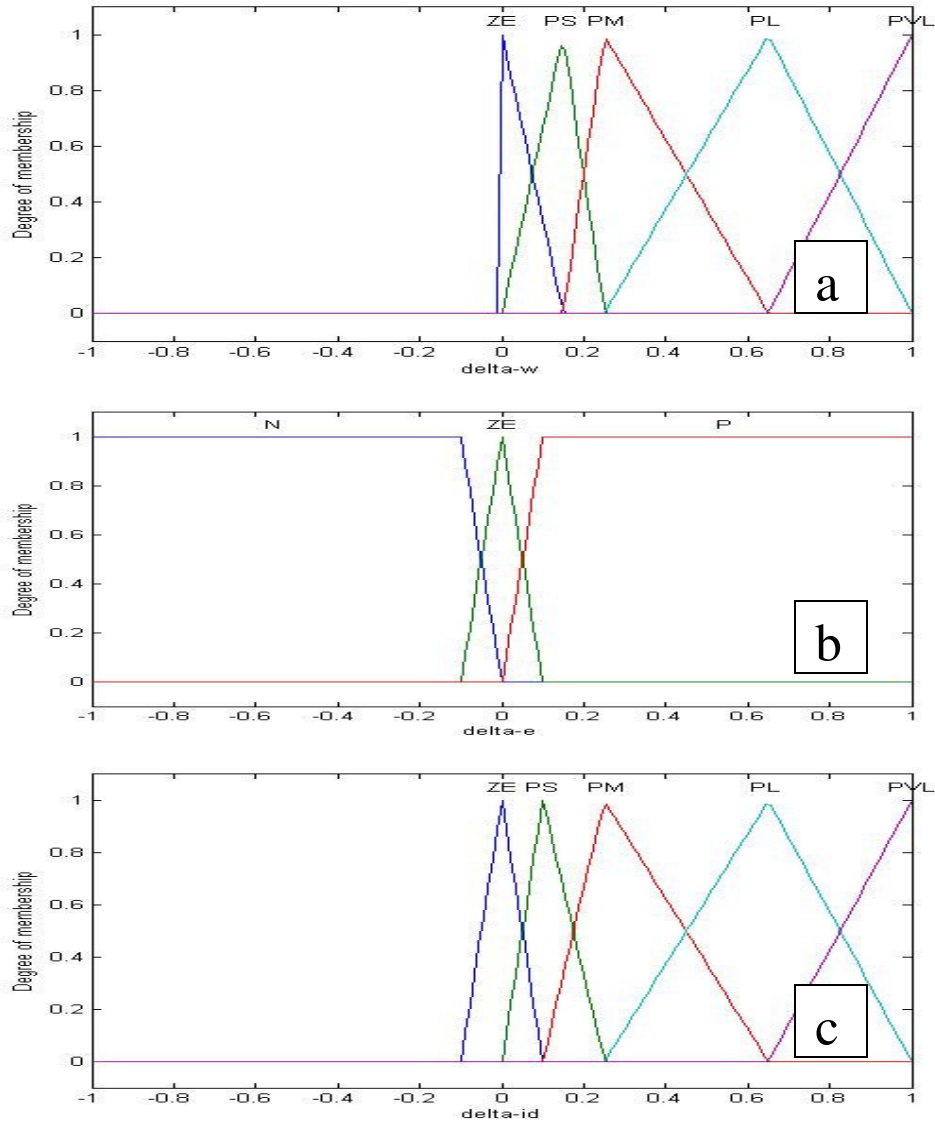 ZE PS PM PL PVL
1
0.8
0.6
0.4
0.2
0
Degree of membership
a
-1 -0.8 -0.6 -0.4 -0.2 0 0.2 0.4 0.6 0.8 1
delta-w
N ZE P
1
0.8
0.6
0.4
0.2
0
Degree of membership
b
-1 -0.8 -0.6 -0.4 -0.2 0 0.2 0.4 0.6 0.8 1
delta-e
ZE PS PM PL PVL
1
0.8
0.6
0.4
0.2
0
Degree of membership
c
-1 -0.8 -0.6 -0.4 -0.2 0 0.2 0.4 0.6 0.8 1
delta-id